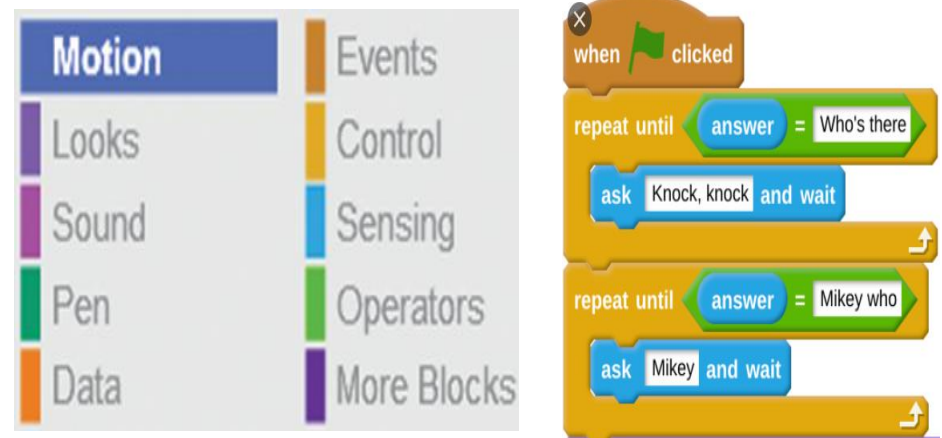 Motion
Looks
Sound
Pen
Data
Events
Control
Sensing
Operators
More Blocks
when clicked
repeat until answer = Who's there
ask Knock, knock and wait
repeat until answer = Mikey who
ask Mikey and wait